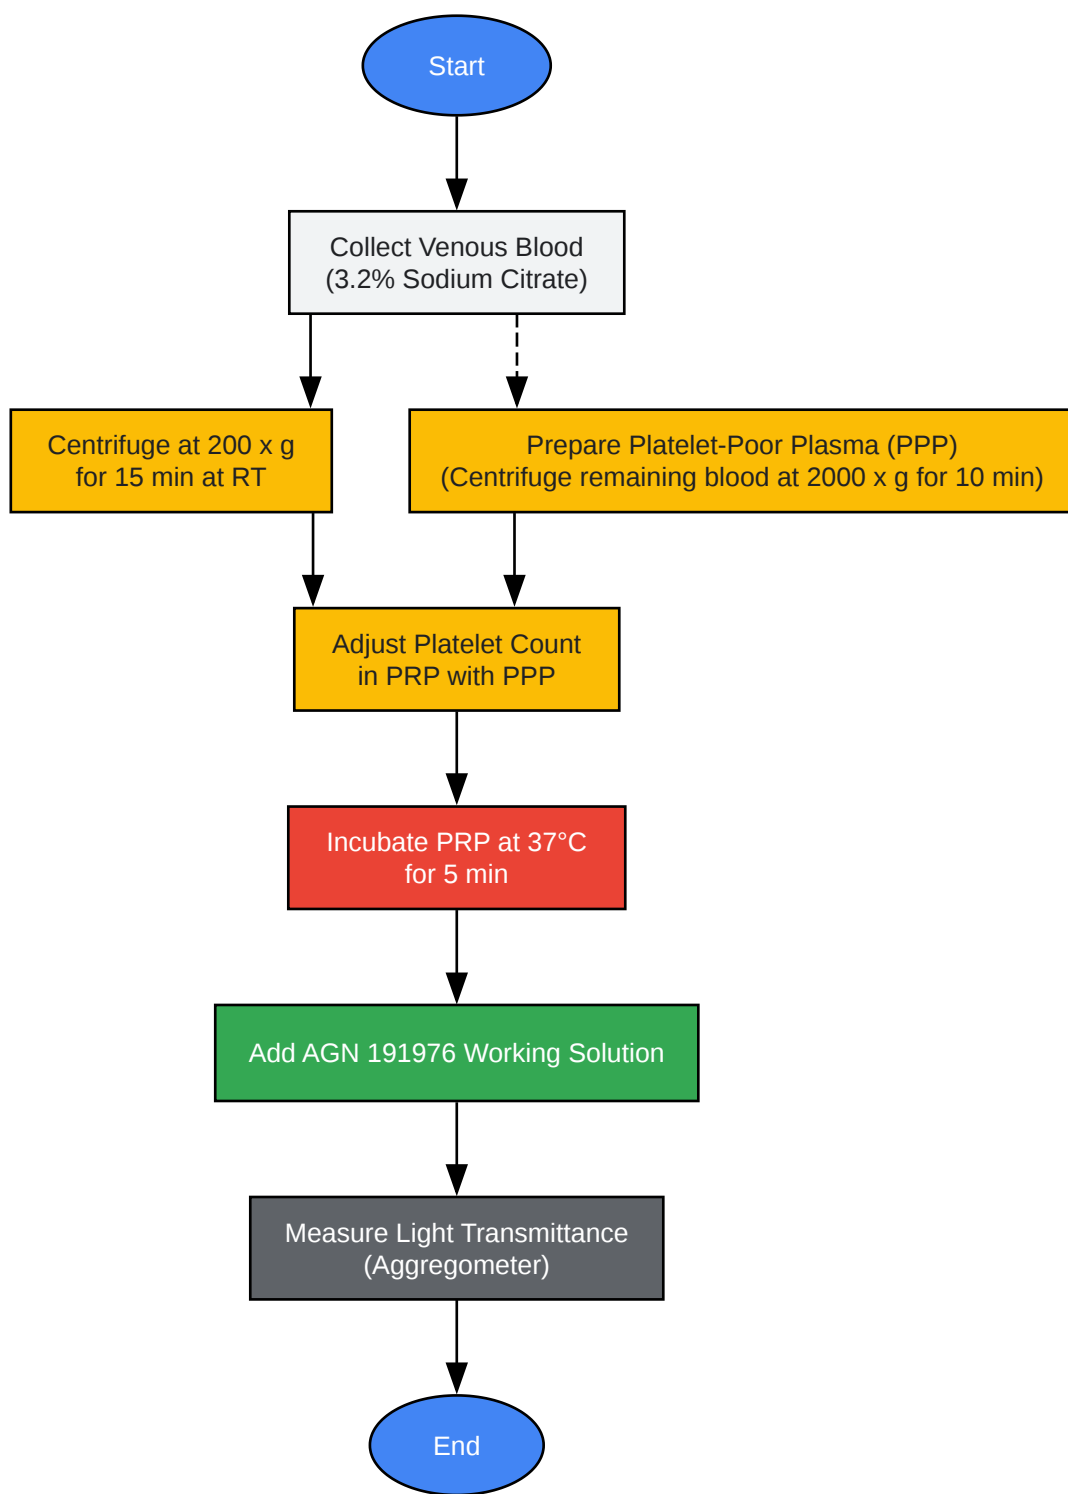 Start
Collect Venous Blood
(3.2% Sodium Citrate)
Centrifuge at 200 x g
for 15 min at RT
Prepare Platelet-Poor Plasma (PPP)
(Centrifuge remaining blood at 2000 x g for 10 min)
Adjust Platelet Count
in PRP with PPP
Incubate PRP at 37°C
for 5 min
Add AGN 191976 Working Solution
Measure Light Transmittance
(Aggregometer)
End